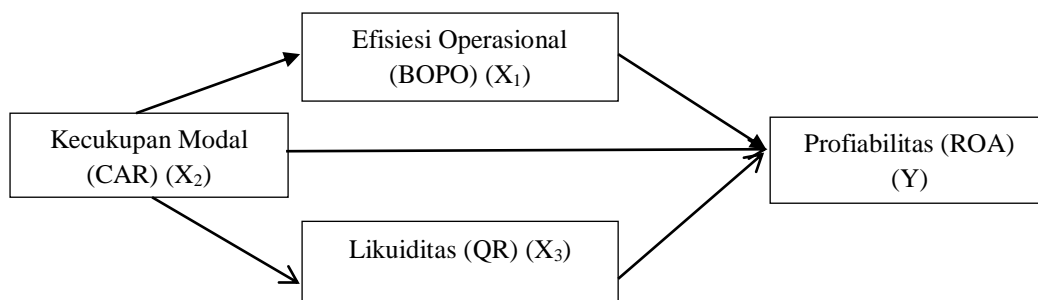 Efisiesi Operasional
(BOPO) (X₁)
Kecukupan Modal
(CAR) (X₂)
Profiabilitas (ROA)
(Y)
Likuiditas (QR) (X₃)